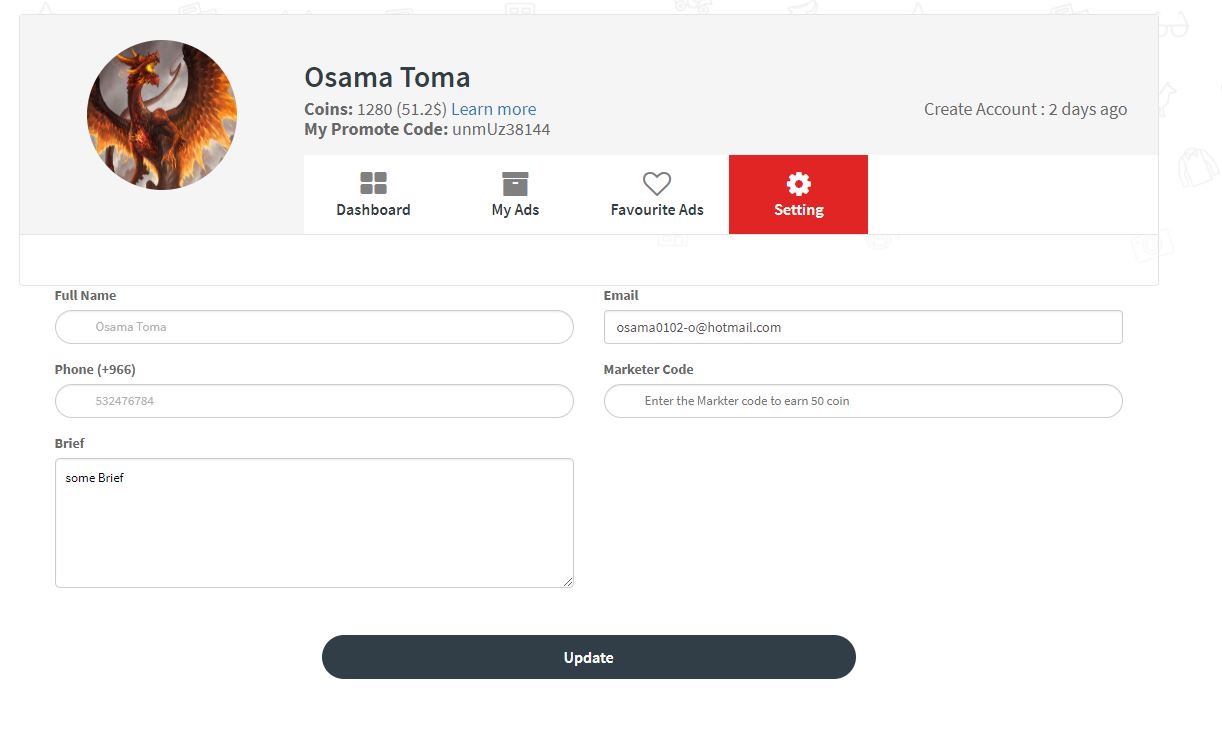 Osama Toma
Coins: 1280 (51.2$) Learn more
Create Account : 2 days ago
My Promote Code: unmUz38144
Dashboard
My Ads
Favourite Ads
Setting
Full Name
Email
Osama Toma
osama0102-o@hotmail.com
Phone (+966)
Marketer Code
532476784
Enter the Markter code to earn 50 coin
Brief
some Brief
Update